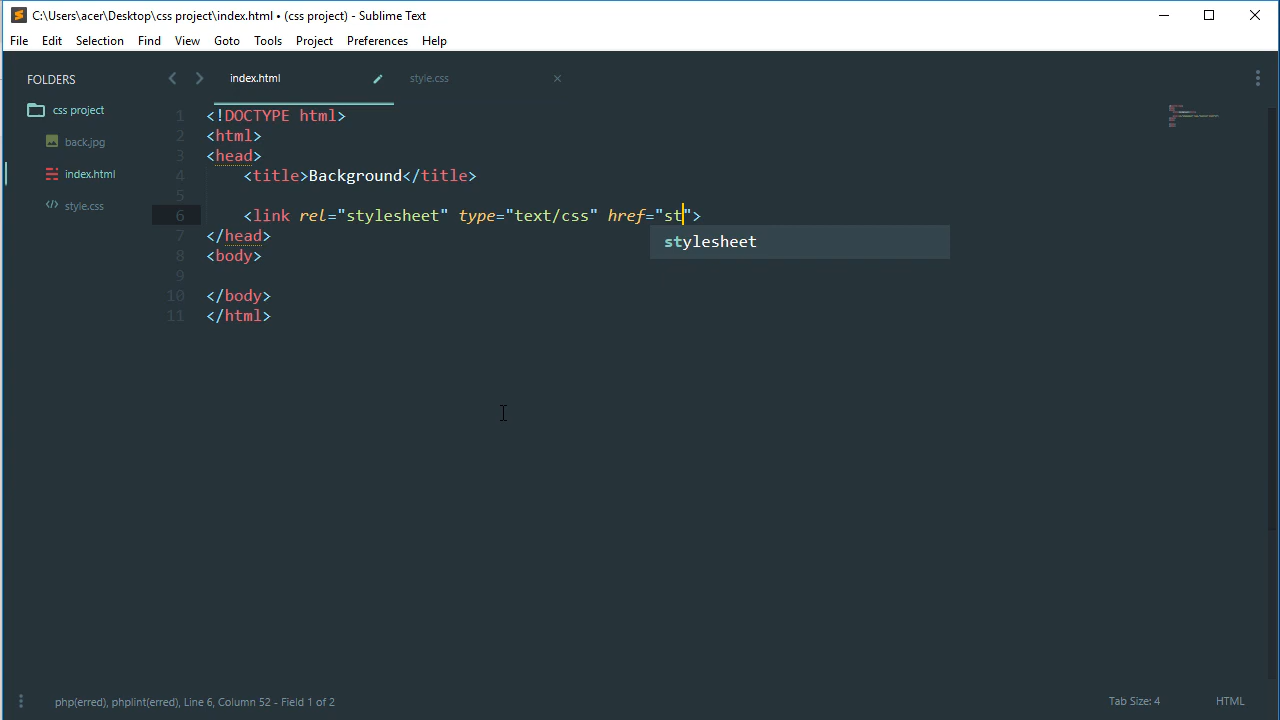 C:\Users\acer\Desktop\css project\index.html • (css project) - Sublime Text
File Edit Selection Find View Goto Tools Project Preferences Help
FOLDERS
css project
back.jpg
index.html
style.css
index.html
style.css
1 <!DOCTYPE html>
2 <html>
3 <head>
4 <title>Background</title>
5
6 <link rel="stylesheet" type="text/css" href="st">
stylesheet
7 </head>
8 <body>
9
10 </body>
11 </html>
php(erred), phplint(erred), Line 6, Column 52 - Field 1 of 2
Tab Size: 4
HTML